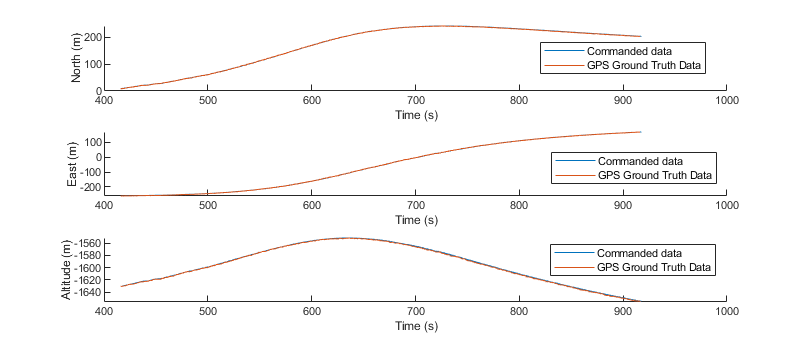 North (m)
200
100
0
400 500 600 700 800 900 1000
Time (s)
Commanded data
GPS Ground Truth Data
East (m)
100
0
-100
-200
400 500 600 700 800 900 1000
Time (s)
Commanded data
GPS Ground Truth Data
Altitude (m)
-1560
-1580
-1600
-1620
-1640
400 500 600 700 800 900 1000
Time (s)
Commanded data
GPS Ground Truth Data